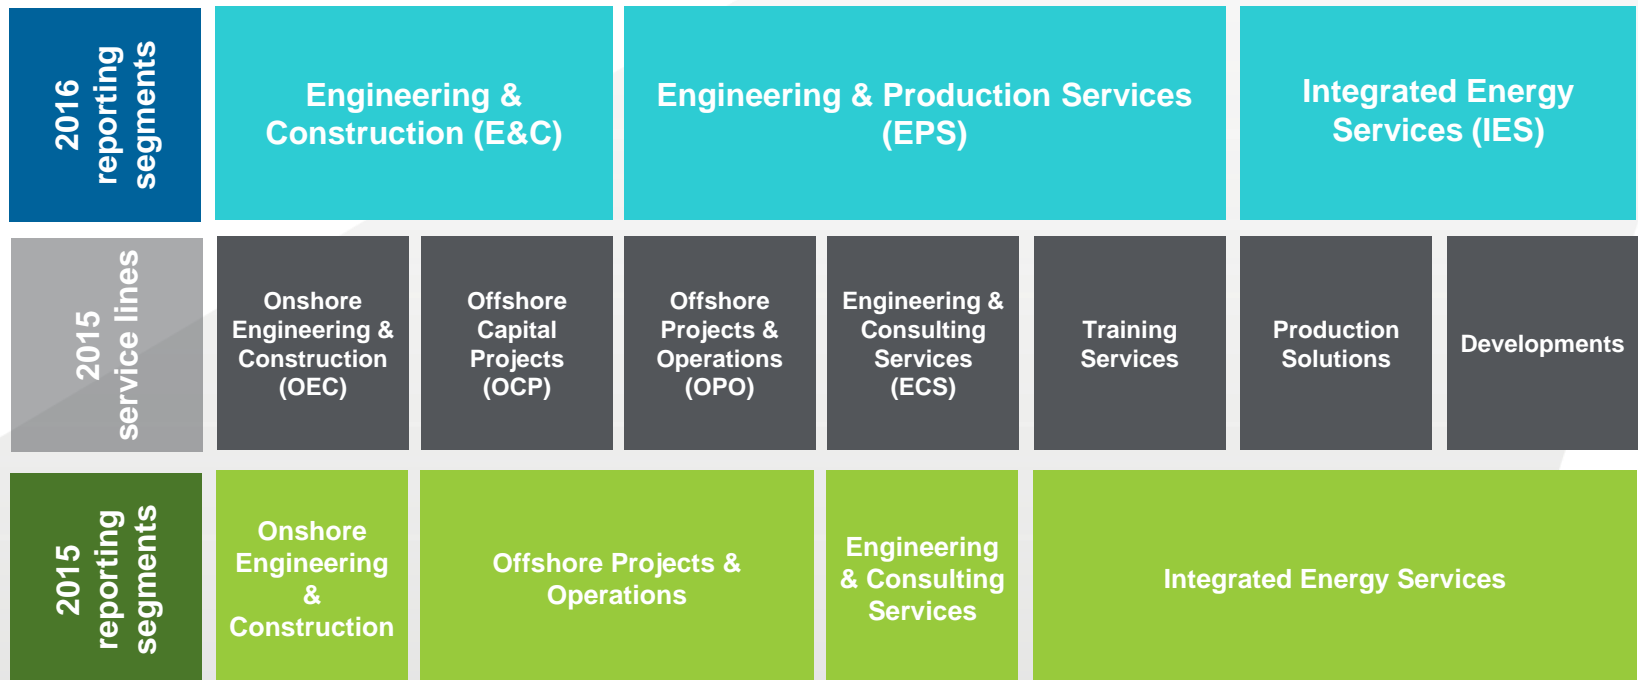 2016
reporting
segments
Engineering &
Construction (E&C)
Engineering & Production Services
(EPS)
Integrated Energy
Services (IES)
2015
service lines
Onshore
Engineering &
Construction
(OEC)
Offshore
Capital
Projects
(OCP)
Offshore
Projects &
Operations
(OPO)
Engineering &
Consulting
Services
(ECS)
Training
Services
Production
Solutions
Developments
2015
reporting
segments
Onshore
Engineering
&
Construction
Offshore Projects &
Operations
Engineering
& Consulting
Services
Integrated Energy Services